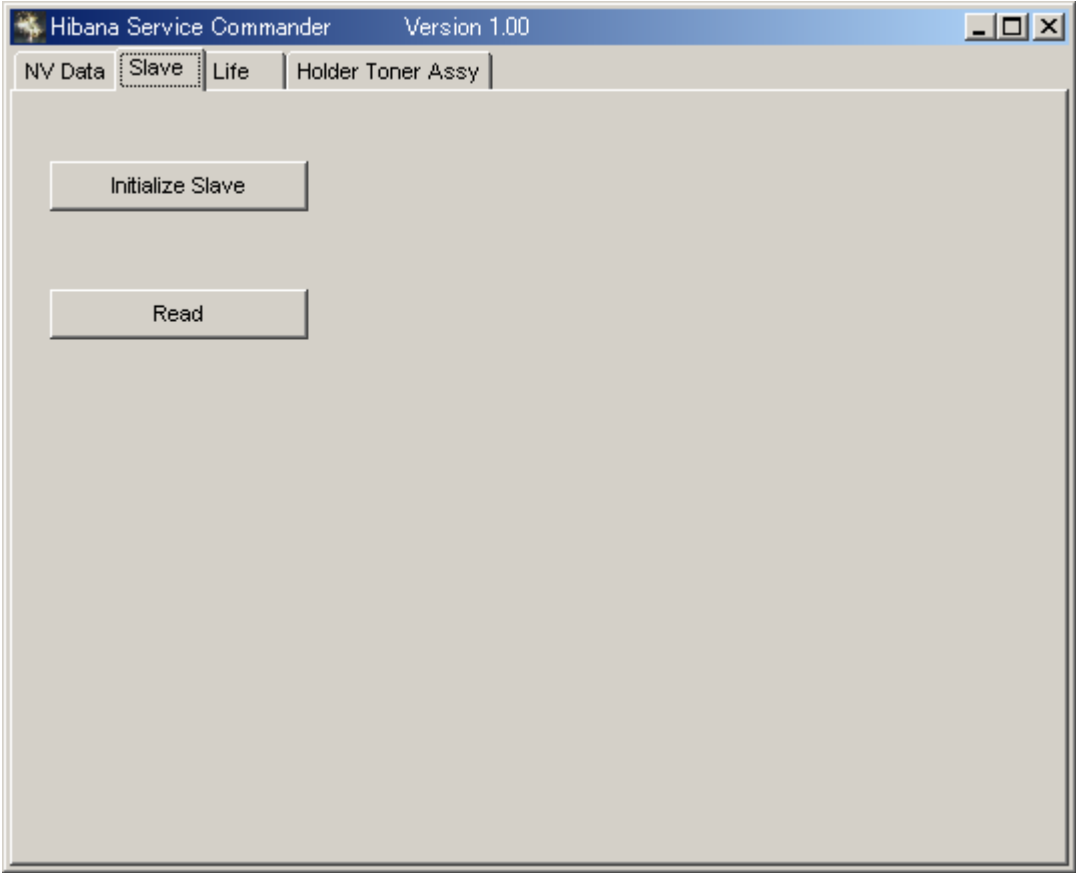 Hibana Service Commander Version 1.00
NV Data Slave Life Holder Toner Assy
Initialize Slave
Read